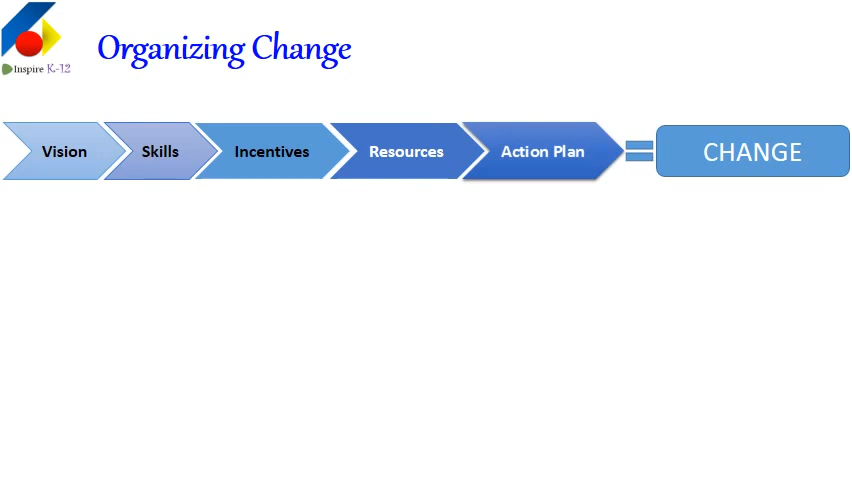 Organizing Change
Inspire K-12
Vision Skills Incentives Resources Action Plan CHANGE